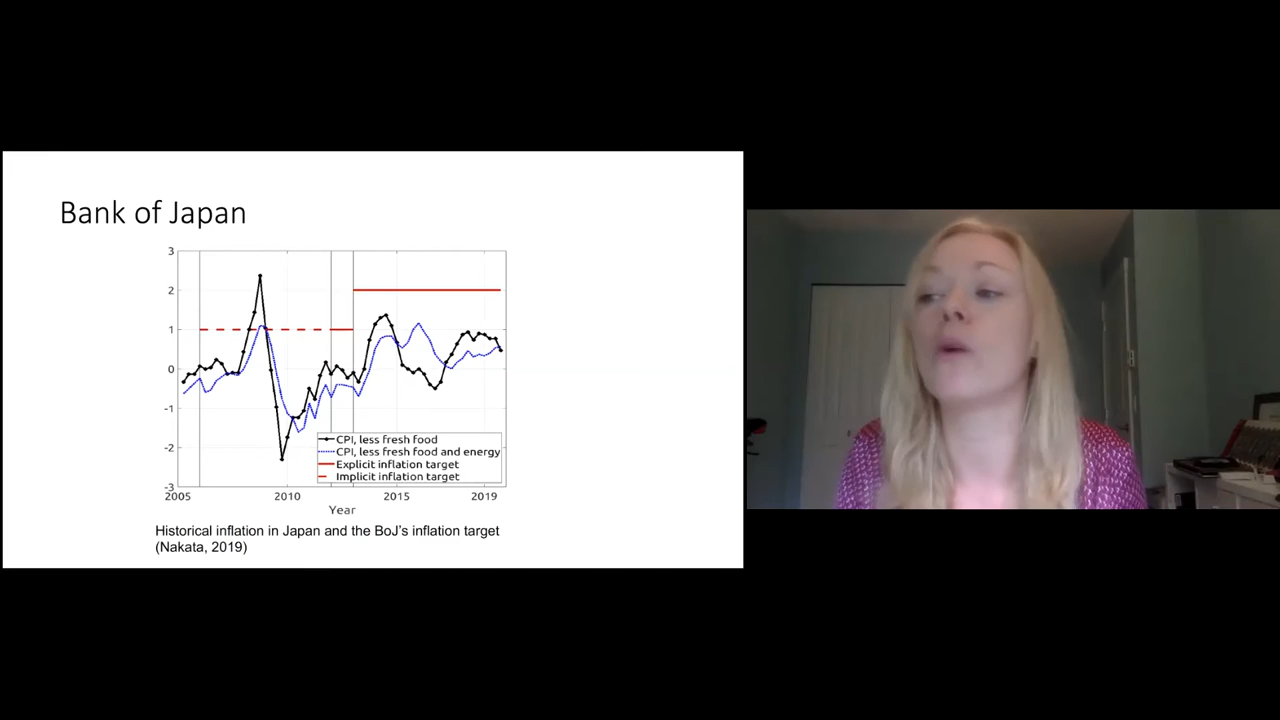 Bank of Japan
3
2
1
0
-1
-2
-3
CPI, less fresh food
CPI, less fresh food and energy
Explicit inflation target
Implicit inflation target
2005
2010
2015
2019
Year
Historical inflation in Japan and the BoJ's inflation target
(Nakata, 2019)